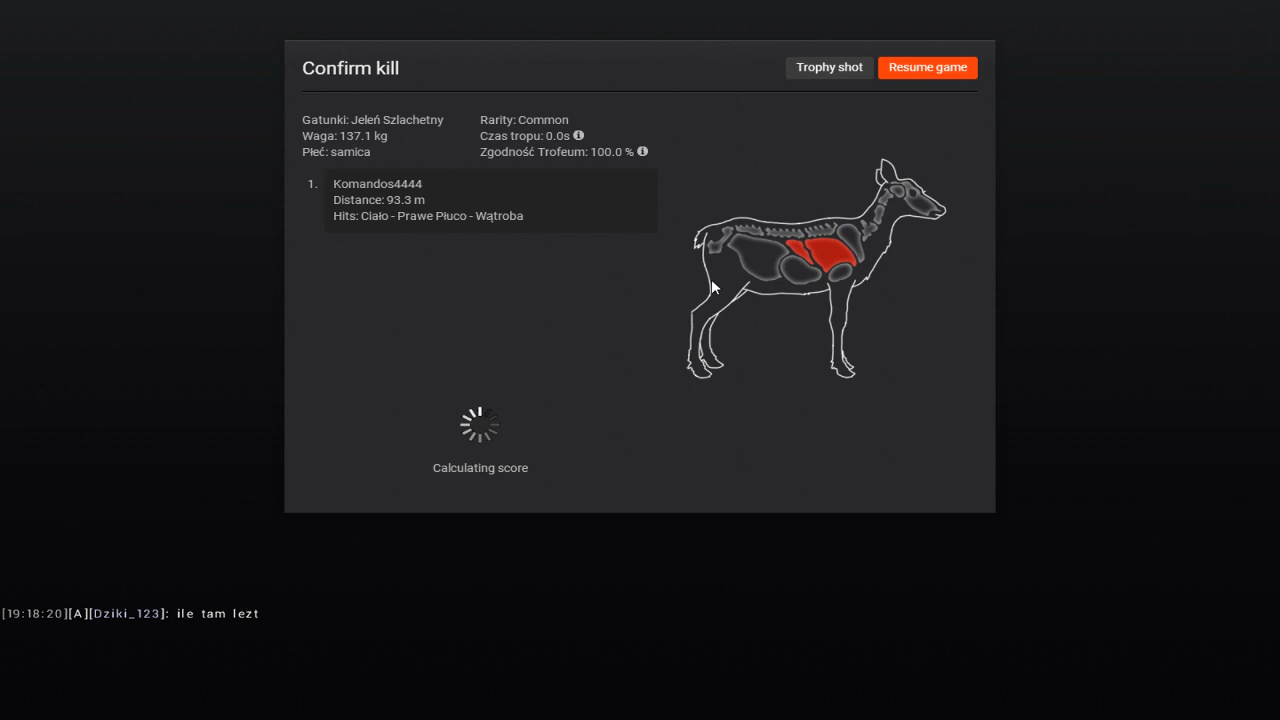 Confirm kill
Trophy shot
Resume game
Gatunki: Jeleń Szlachetny
Waga: 137.1 kg
Płeć: samica
Rarity: Common
Czas tropu: 0.0s
Zgodność Trofeum: 100.0 %
1.
Komandos4444
Distance: 93.3 m
Hits: Ciało - Prawe Płuco - Wątroba
Calculating score
[19:18:20][A][Dziki_123]: ile tam lezt